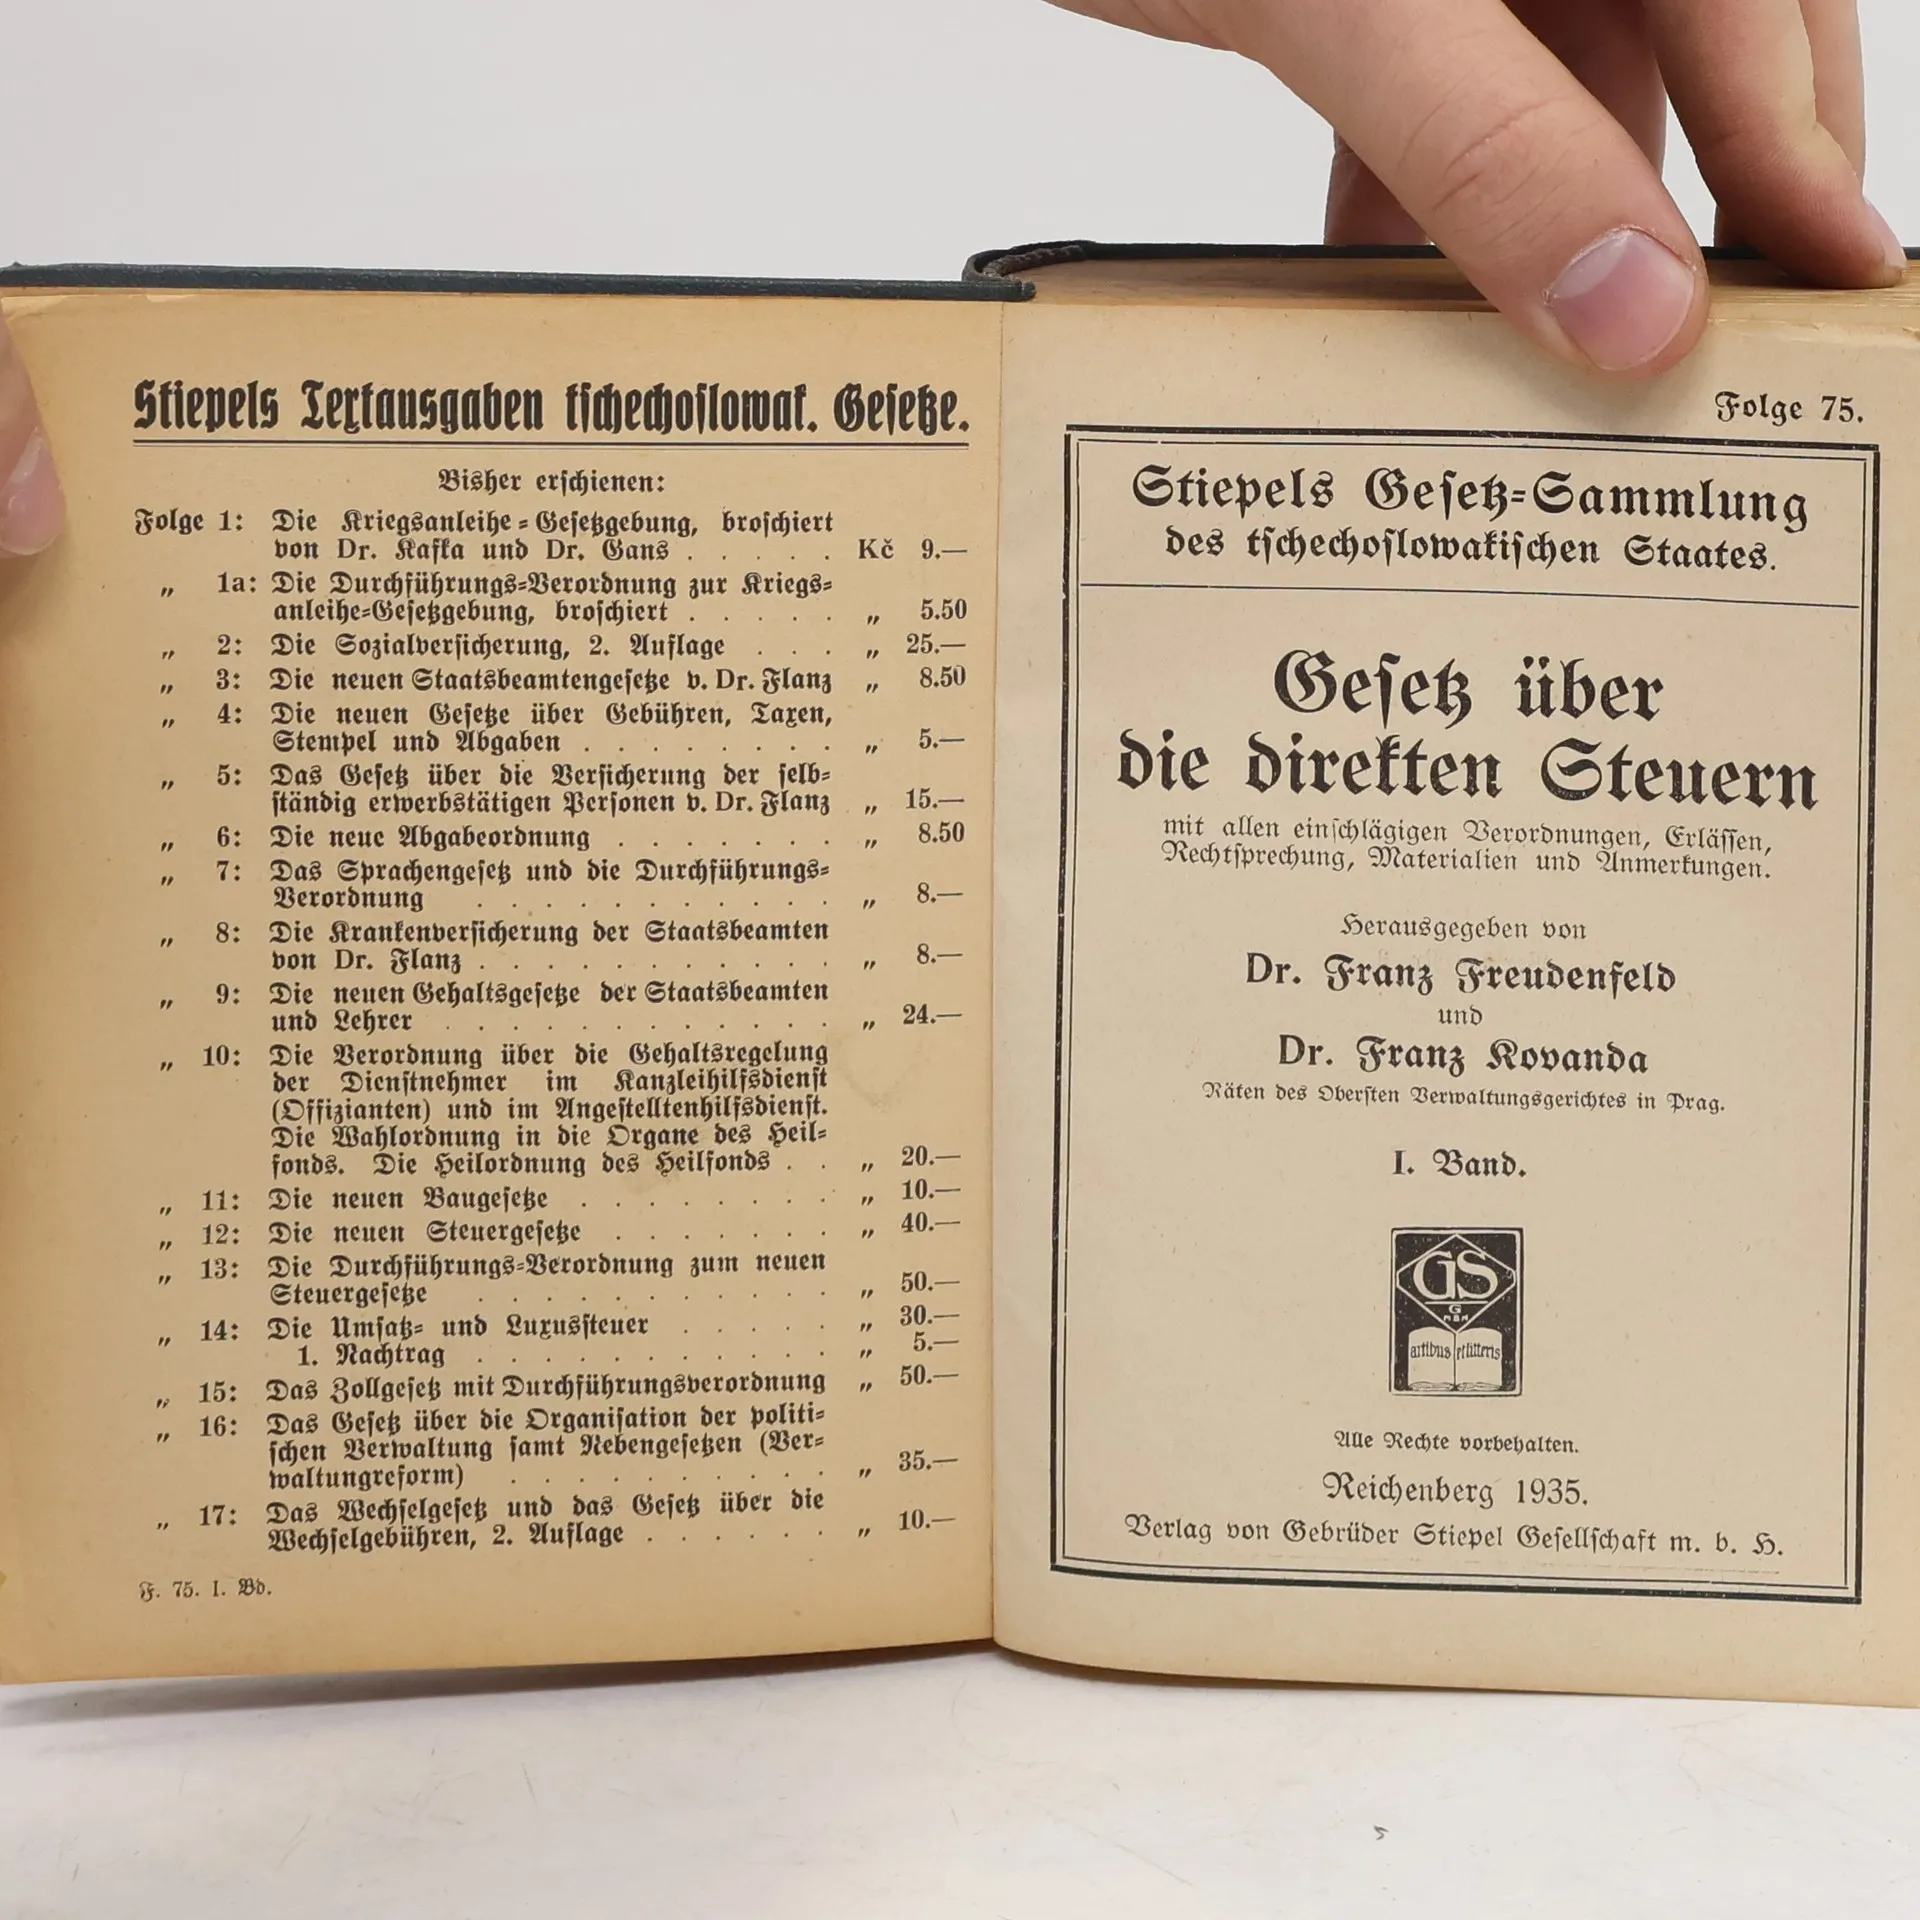 Stiepels Textausgaben tschechoslowak. Gesetze.
Bisher erschienen:
Folge 1: Die Kriegsanleihe-Gesetzgebung, broschiert
von Dr. Kafka und Dr. Gans . . . . . Kč 9.—
„ 1a: Die Durchführungs-Verordnung zur Kriegs-
anleihe-Gesetzgebung, broschiert . . . . . „ 5.50
„ 2: Die Sozialversicherung, 2. Auflage . . . „ 25.—
„ 3: Die neuen Staatsbeamtengesetze v. Dr. Flanz „ 8.50
„ 4: Die neuen Gesetze über Gebühren, Taxen,
Stempel und Abgaben . . . . . . . . „ 5.—
„ 5: Das Gesetz über die Versicherung der selb-
ständig erwerbstätigen Personen v. Dr. Flanz „ 15.—
„ 6: Die neue Abgabeordnung . . . . . . . „ 8.50
„ 7: Das Sprachengesetz und die Durchführungs-
Verordnung . . . . . . . . . . . „ 8.—
„ 8: Die Krankenversicherung der Staatsbeamten
von Dr. Flanz . . . . . . . . . . . „ 8.—
„ 9: Die neuen Gehaltsgesetze der Staatsbeamten
und Lehrer . . . . . . . . . . . . „ 24.—
„ 10: Die Verordnung über die Gehaltsregelung
der Dienstnehmer im Kanzleihilfsdienst
(Offizianten) und im Angestelltenhilfsdienst.
Die Wahlordnung in die Organe des Heil-
fonds. Die Heilordnung des Heilfonds . . „ 20.—
„ 11: Die neuen Baugesetze . . . . . . . . „ 10.—
„ 12: Die neuen Steuergesetze . . . . . . . „ 40.—
„ 13: Die Durchführungs-Verordnung zum neuen
Steuergesetze . . . . . . . . . . . „ 50.—
„ 14: Die Umsatz- und Luxussteuer . . . . . „ 30.—
1. Nachtrag . . . . . . . . . . . „ 5.—
„ 15: Das Zollgesetz mit Durchführungsverordnung „ 50.—
„ 16: Das Gesetz über die Organisation der politi-
schen Verwaltung samt Nebengesetzen (Ver-
waltungreform) . . . . . . . . . . „ 35.—
„ 17: Das Wechselgesetz und das Gesetz über die
Wechselgebühren, 2. Auflage . . . . . . „ 10.—
F. 75. I. Bd.
Folge 75.
Stiepels Gesetz-Sammlung
des tschechoslowakischen Staates.
Gesetz über
die direkten Steuern
mit allen einschlägigen Verordnungen, Erlässen,
Rechtsprechung, Materialien und Anmerkungen.
Herausgegeben von
Dr. Franz Freudenfeld
und
Dr. Franz Kovanda
Räten des Obersten Verwaltungsgerichtes in Prag.
I. Band.
GS
G
MBH
artibus et litteris
Alle Rechte vorbehalten.
Reichenberg 1935.
Verlag von Gebrüder Stiepel Gesellschaft m. b. H.